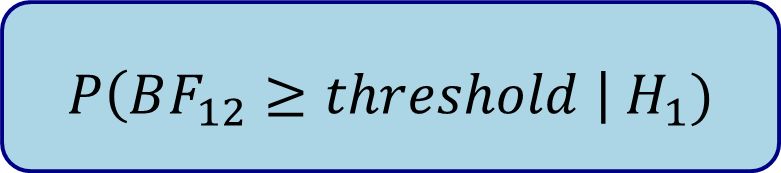 P(BF₁₂ ≥ threshold | H₁)